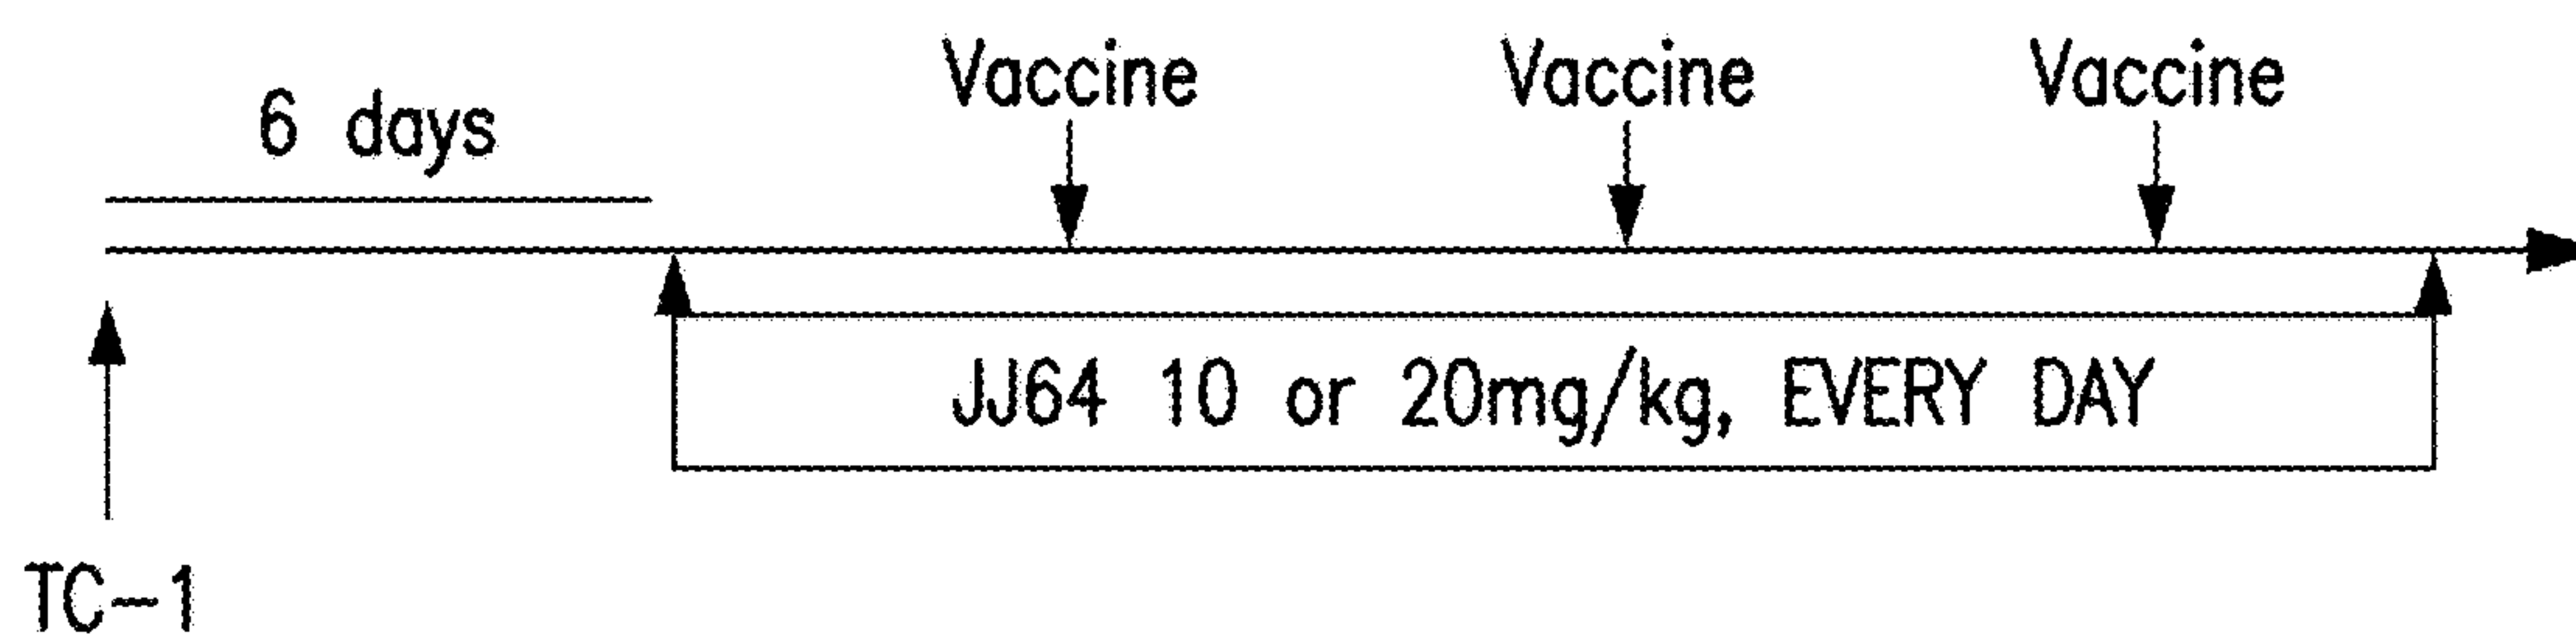 6 days
Vaccine
Vaccine
Vaccine
JJ64 10 or 20mg/kg, EVERY DAY
TC-1